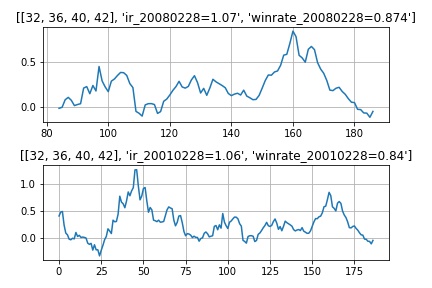 [[32, 36, 40, 42], 'ir_20080228=1.07', 'winrate_20080228=0.874']
0.5
0.0
80 100 120 140 160 180
[[32, 36, 40, 42], 'ir_20010228=1.06', 'winrate_20010228=0.84']
1.0
0.5
0.0
0 25 50 75 100 125 150 175